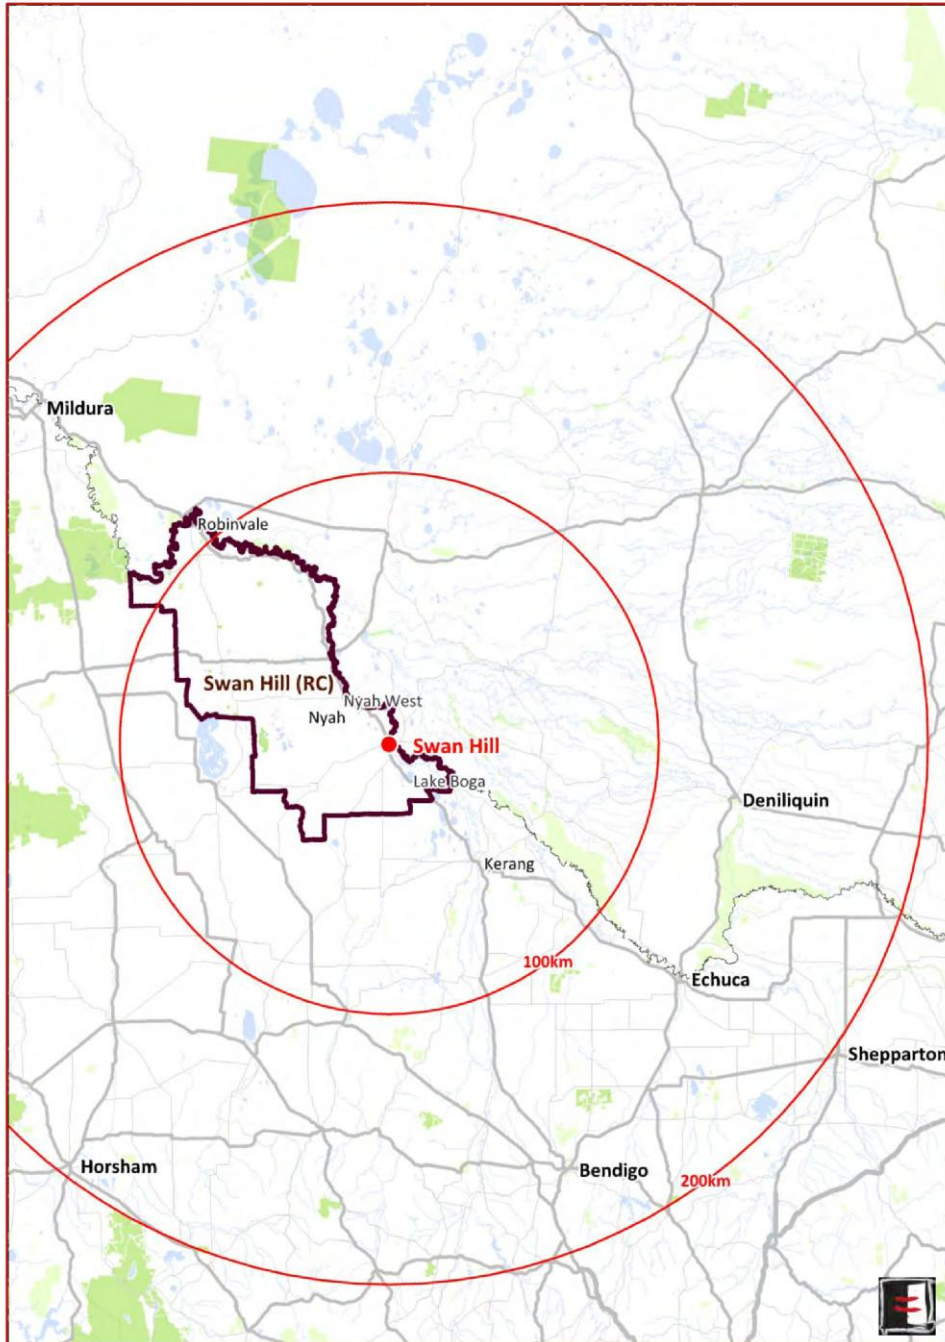 Mildura
Robinvale
Swan Hill (RC)
Nyah West
Nyah
Swan Hill
Lake Boga
Deniliquin
Kerang
100km
Echuca
Shepparton
Horsham
Bendigo
200km